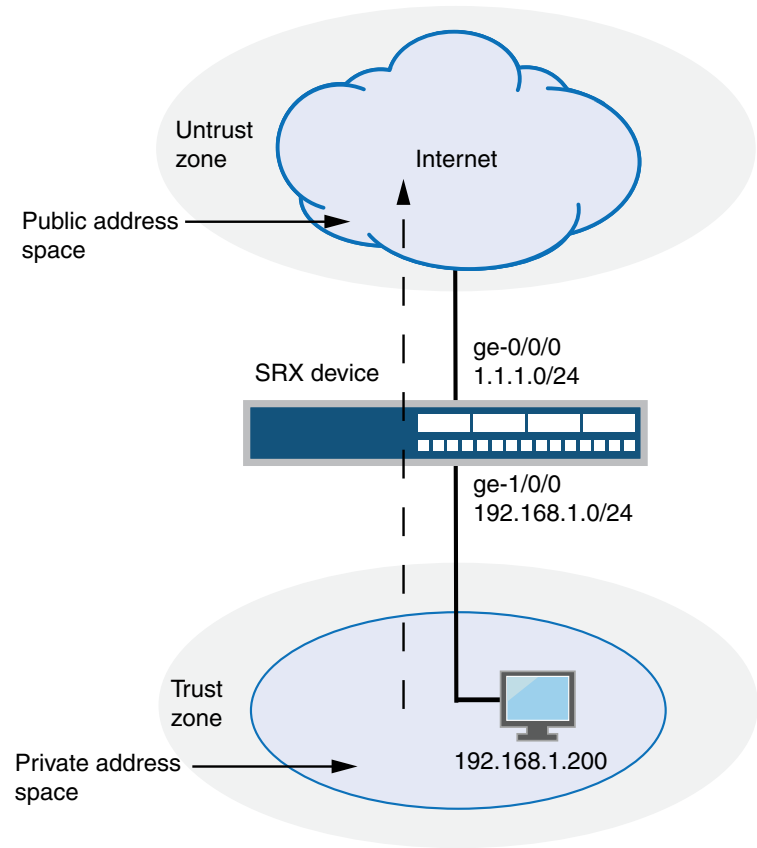 Untrust
zone
Internet
Public address
space
ge-0/0/0
1.1.1.0/24
SRX device
ge-1/0/0
192.168.1.0/24
Trust
zone
192.168.1.200
Private address
space